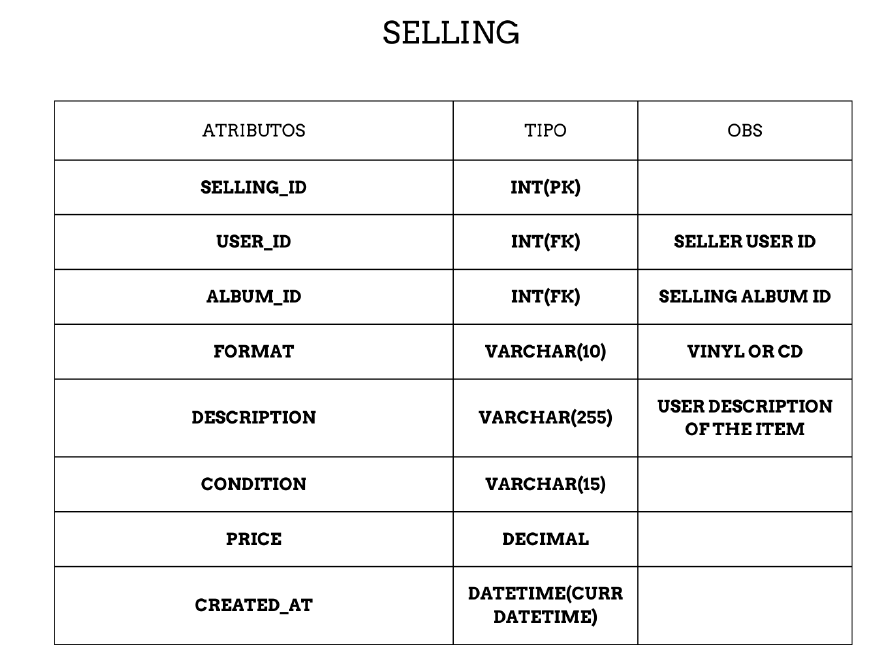 SELLING
ATRIBUTOS TIPO OBS
SELLING_ID INT(PK)
USER_ID INT(FK) SELLER USER ID
ALBUM_ID INT(FK) SELLING ALBUM ID
FORMAT VARCHAR(10) VINYL OR CD
DESCRIPTION VARCHAR(255) USER DESCRIPTION
OF THE ITEM
CONDITION VARCHAR(15)
PRICE DECIMAL
CREATED_AT DATETIME(CURR
DATETIME)